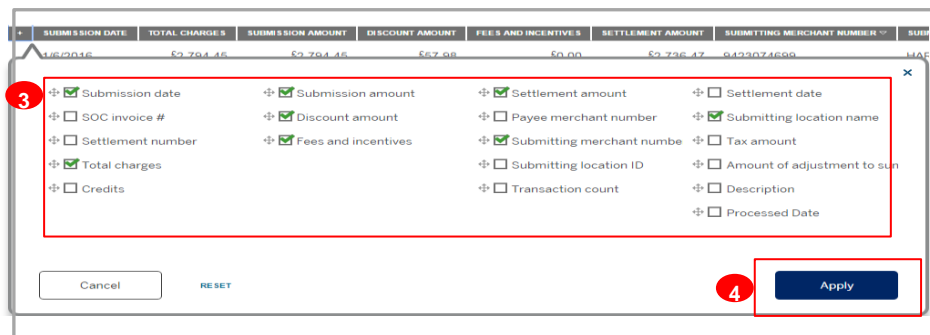 + SUBMISSION DATE TOTAL CHARGES SUBMISSION AMOUNT DISCOUNT AMOUNT FEES AND INCENTIVES SETTLEMENT AMOUNT SUBMITTING MERCHANT NUMBER SUBM
1/6/2016 £2,794.45 £2,794.45 £57.98 £0.00 £2,736.47 9423074699 HAR
×
3
Submission date Submission amount Settlement amount Settlement date
SOC invoice # Discount amount Payee merchant number Submitting location name
Settlement number Fees and incentives Submitting merchant numbe Tax amount
Total charges Submitting location ID Amount of adjustment to sun
Credits Transaction count Description
Processed Date
Cancel RESET 4 Apply